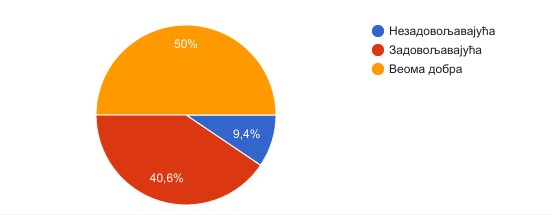 50%
9,4%
40,6%
Незадовољавајућа
Задовољавајућа
Веома добра